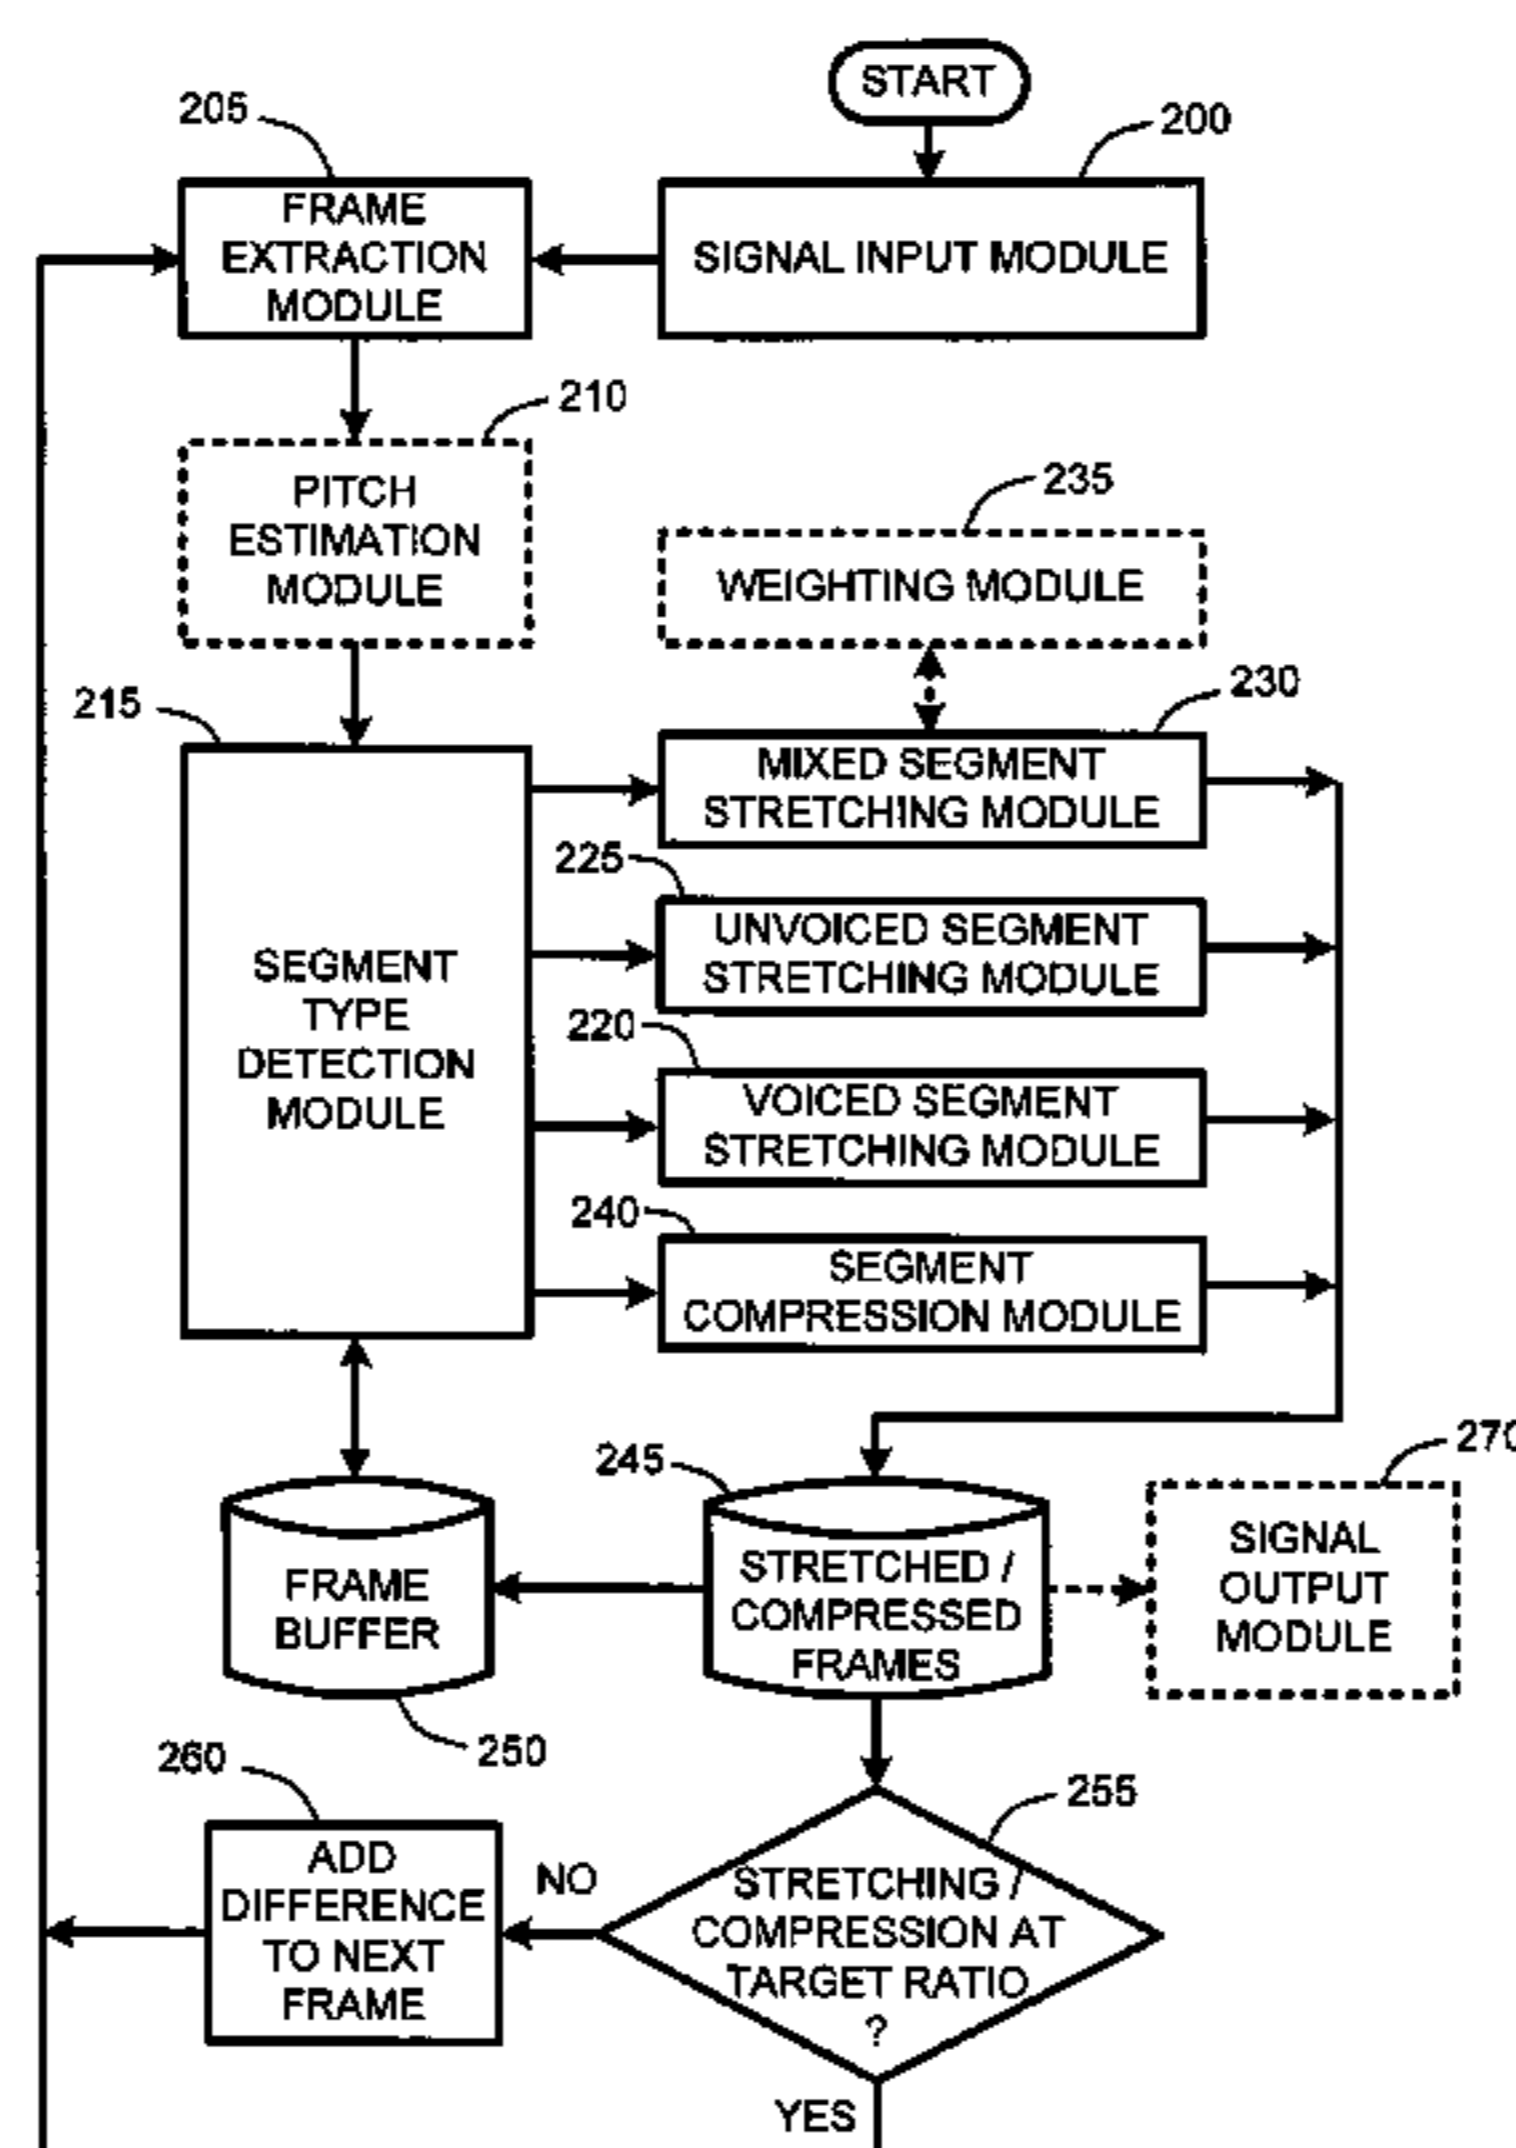 START
205
200
FRAME
EXTRACTION
MODULE
SIGNAL INPUT MODULE
210
PITCH
ESTIMATION
MODULE
235
WEIGHTING MODULE
215
230
MIXED SEGMENT
STRETCHING MODULE
225
UNVOICED SEGMENT
STRETCHING MODULE
SEGMENT
TYPE
DETECTION
MODULE
220
VOICED SEGMENT
STRETCHING MODULE
240
SEGMENT
COMPRESSION MODULE
245
270
FRAME
BUFFER
STRETCHED /
COMPRESSED
FRAMES
SIGNAL
OUTPUT
MODULE
250
260
255
ADD
DIFFERENCE
TO NEXT
FRAME
NO
STRETCHING /
COMPRESSION AT
TARGET RATIO
?
YES